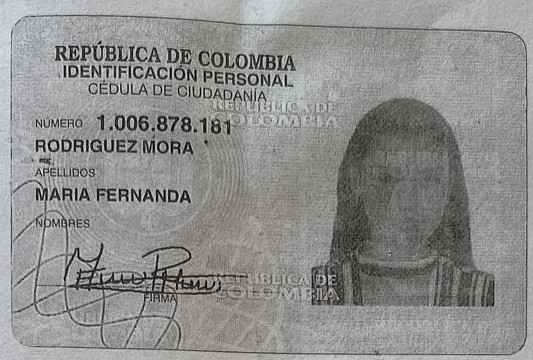 REPÚBLICA DE COLOMBIA
IDENTIFICACIÓN PERSONAL
CÉDULA DE CIUDADANÍA
REPÚBLICA DE
COLOMBIA
NÚMERO 1.006.878.181
RODRIGUEZ MORA
APELLIDOS
MARIA FERNANDA
NOMBRES
REPÚBLICA DE
COLOMBIA
FIRMA